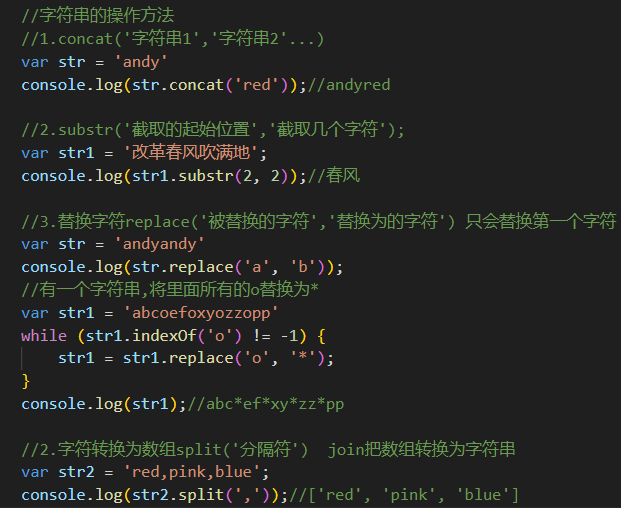 //字符串的操作方法
//1.concat('字符串1','字符串2'...)
var str = 'andy'
console.log(str.concat('red'));//andyred
//2.substr('截取的起始位置','截取几个字符');
var str1 = '改革春风吹满地';
console.log(str1.substr(2, 2));//春风
//3.替换字符replace('被替换的字符','替换为的字符') 只会替换第一个字符
var str = 'andyandy'
console.log(str.replace('a', 'b'));
//有一个字符串,将里面所有的o替换为*
var str1 = 'abcoefoxyozzopp'
while (str1.indexOf('o') != -1) {
    str1 = str1.replace('o', '*');
}
console.log(str1);//abc*ef*xy*zz*pp
//2.字符转换为数组split('分隔符')  join把数组转换为字符串
var str2 = 'red,pink,blue';
console.log(str2.split(','));//['red', 'pink', 'blue']